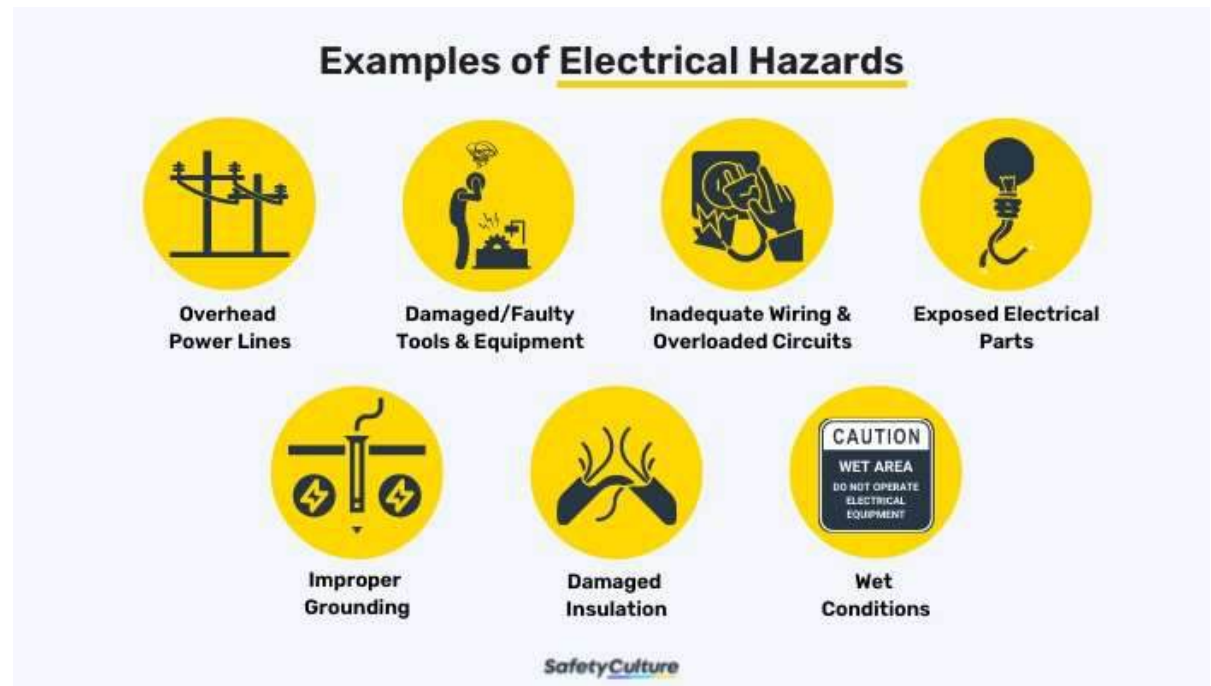 Examples of Electrical Hazards
Overhead
Power Lines
Damaged/Faulty
Tools & Equipment
Inadequate Wiring &
Overloaded Circuits
Exposed Electrical
Parts
Improper
Grounding
Damaged
Insulation
CAUTION
WET AREA
DO NOT OPERATE
ELECTRICAL
EQUIPMENT
Wet
Conditions
SafetyCulture